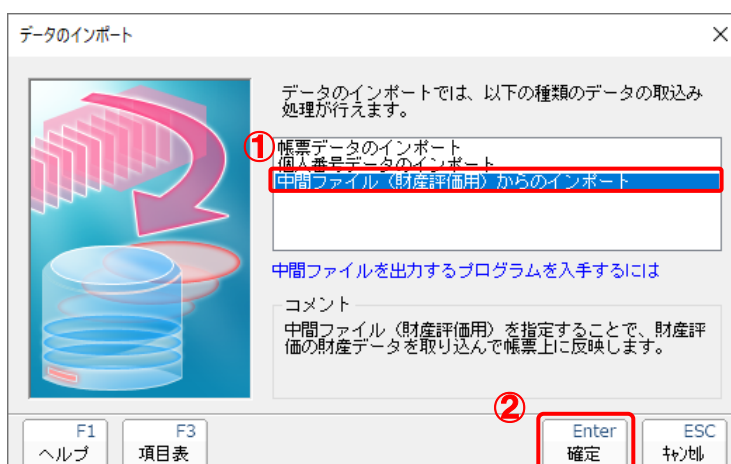 データのインポート
データのインポートでは、以下の種類のデータの取込み
処理が行えます。
①
帳票データのインポート
個人番号データのインポート
中間ファイル（財産評価用）からのインポート
中間ファイルを出力するプログラムを入手するには
コメント
中間ファイル（財産評価用）を指定することで、財産評
価の財産データを取り込んで帳票上に反映します。
②
F1
ヘルプ
F3
項目表
Enter
確定
ESC
ｷｬﾝｾﾙ